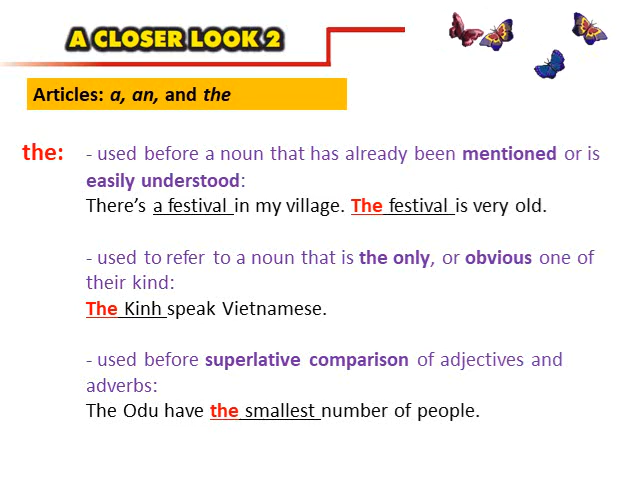 A CLOSER LOOK 2
Articles: a, an, and the
the: - used before a noun that has already been mentioned or is
easily understood:
There’s a festival in my village. The festival is very old.
- used to refer to a noun that is the only, or obvious one of
their kind:
The Kinh speak Vietnamese.
- used before superlative comparison of adjectives and
adverbs:
The Odu have the smallest number of people.